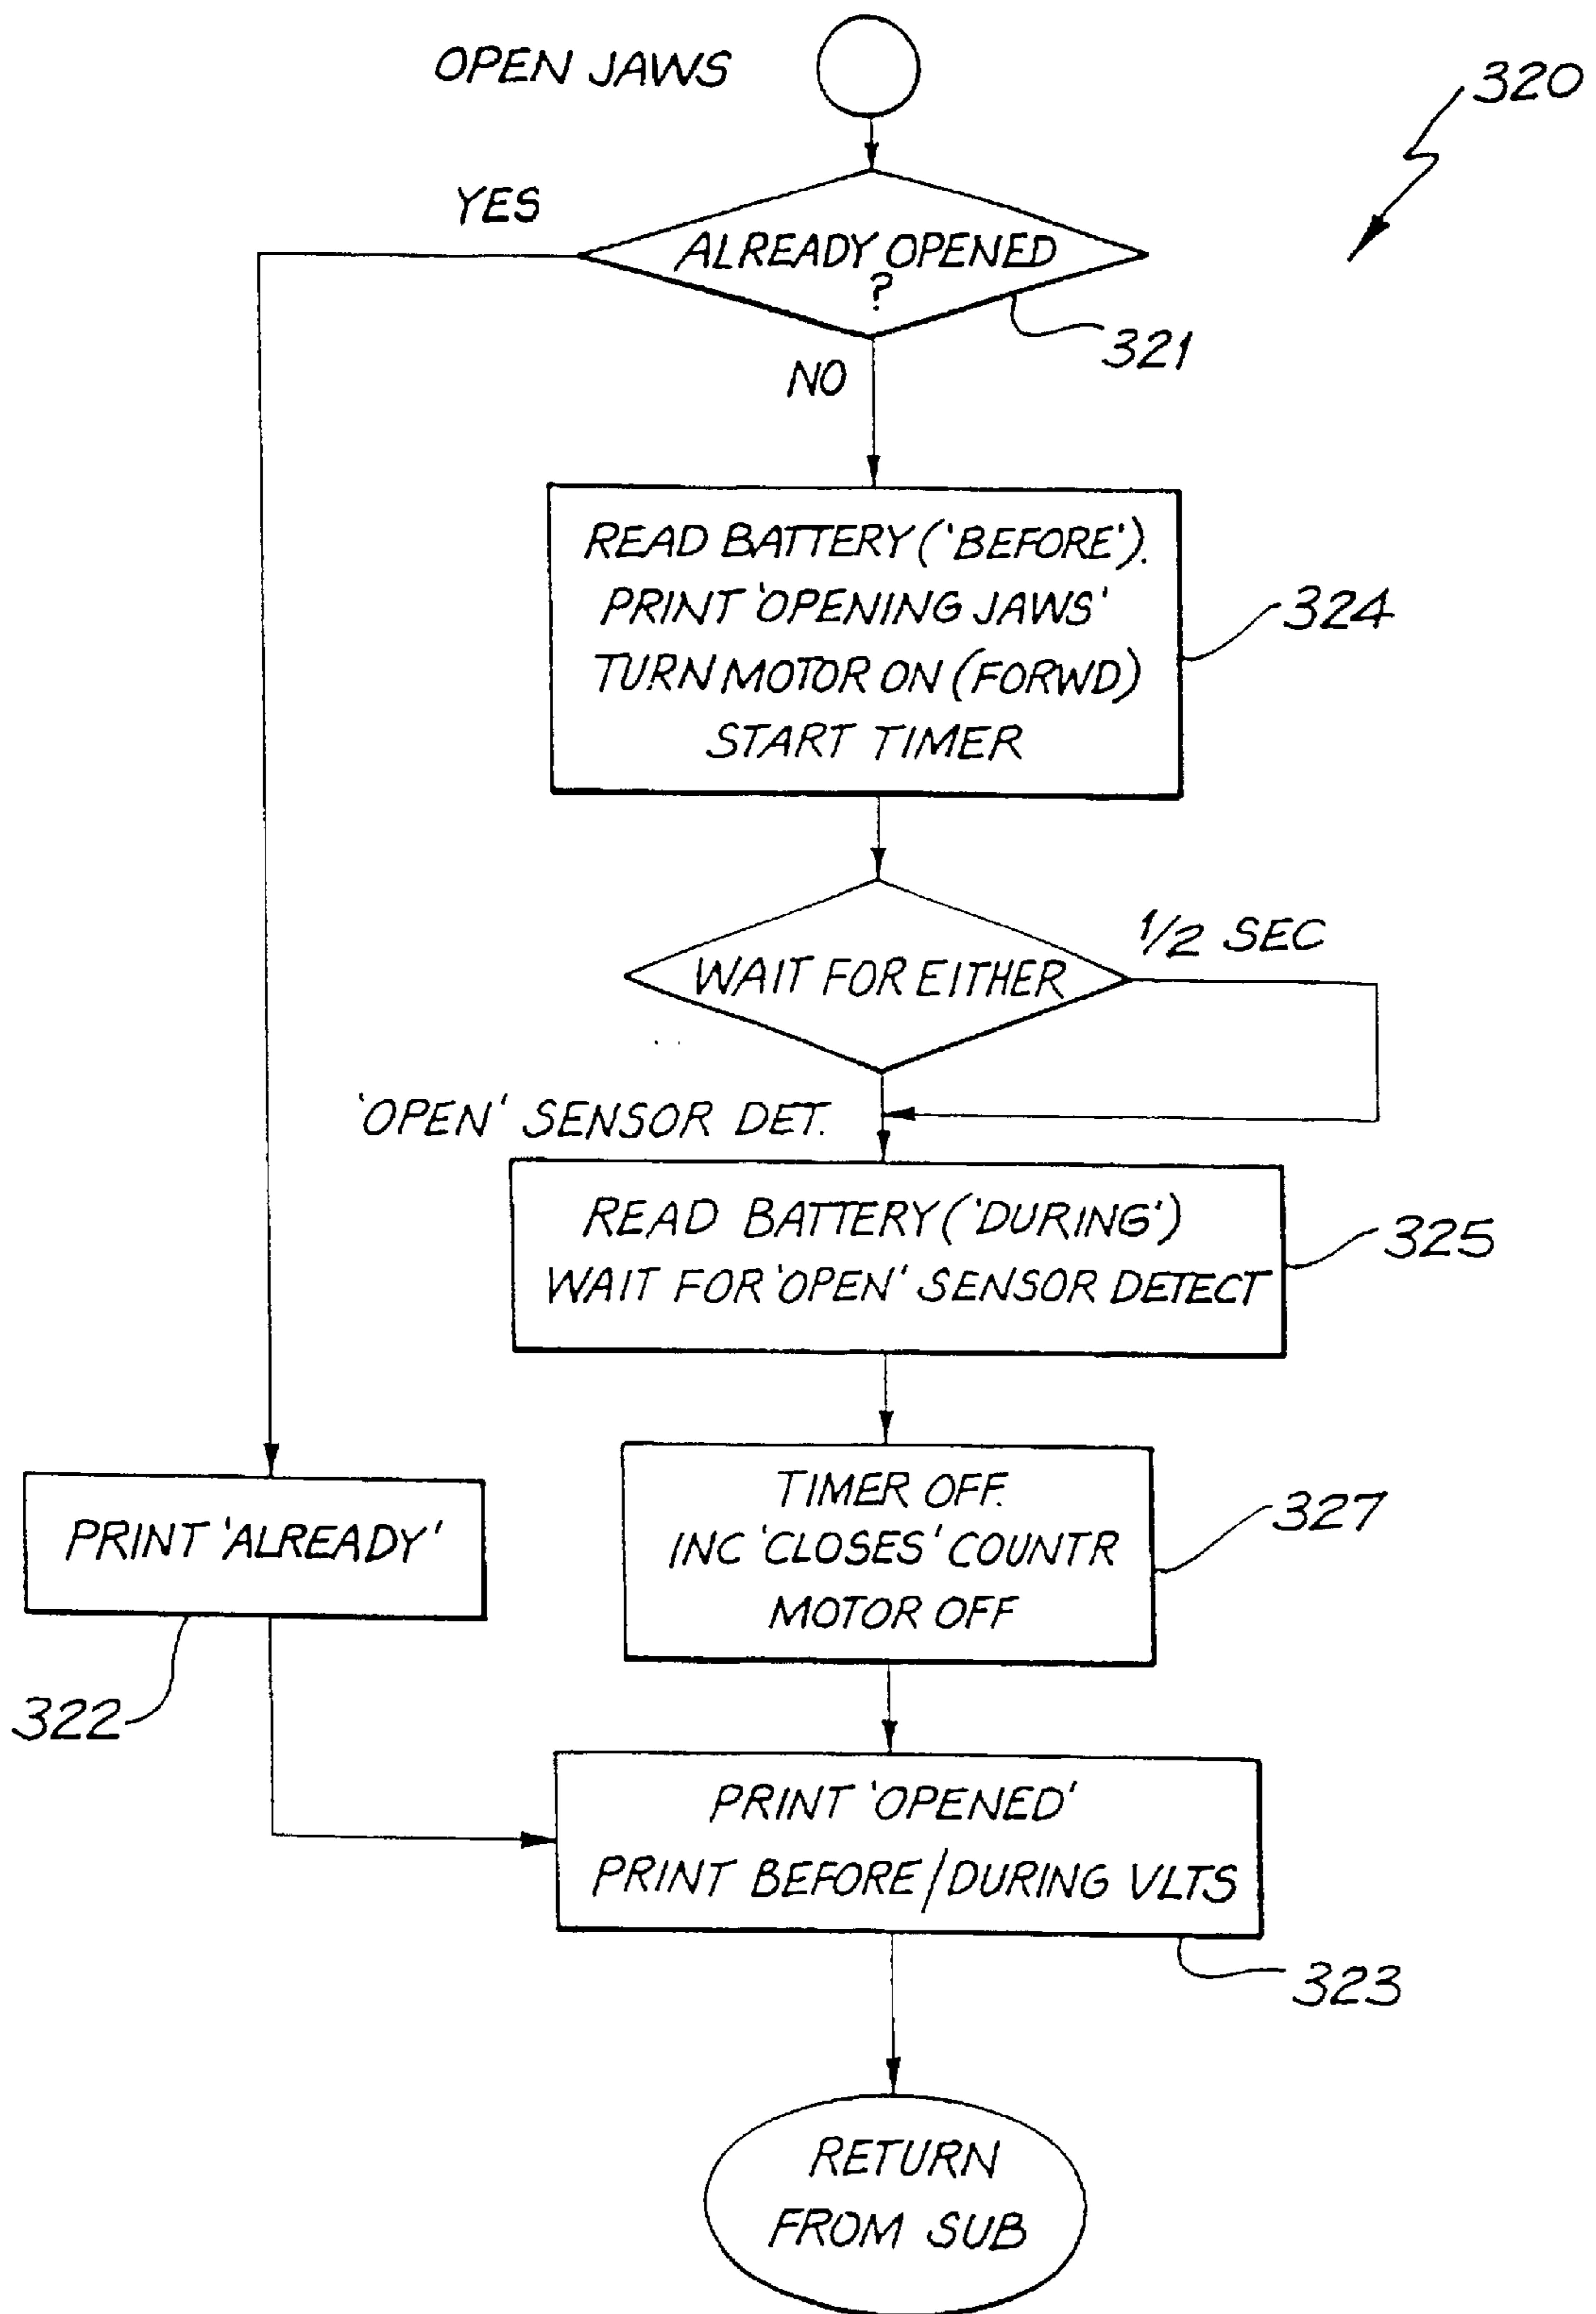 OPEN JAWS
320
YES
ALREADY OPENED
?
321
NO
READ BATTERY ('BEFORE').
PRINT 'OPENING JAWS'
TURN MOTOR ON (FORWD)
START TIMER
324
WAIT FOR EITHER
1/2 SEC
'OPEN' SENSOR DET.
READ BATTERY ('DURING')
WAIT FOR 'OPEN' SENSOR DETECT
325
TIMER OFF.
INC 'CLOSES' COUNTR
MOTOR OFF
327
PRINT 'ALREADY'
322
PRINT 'OPENED'
PRINT BEFORE/DURING VLTS
323
RETURN
FROM SUB